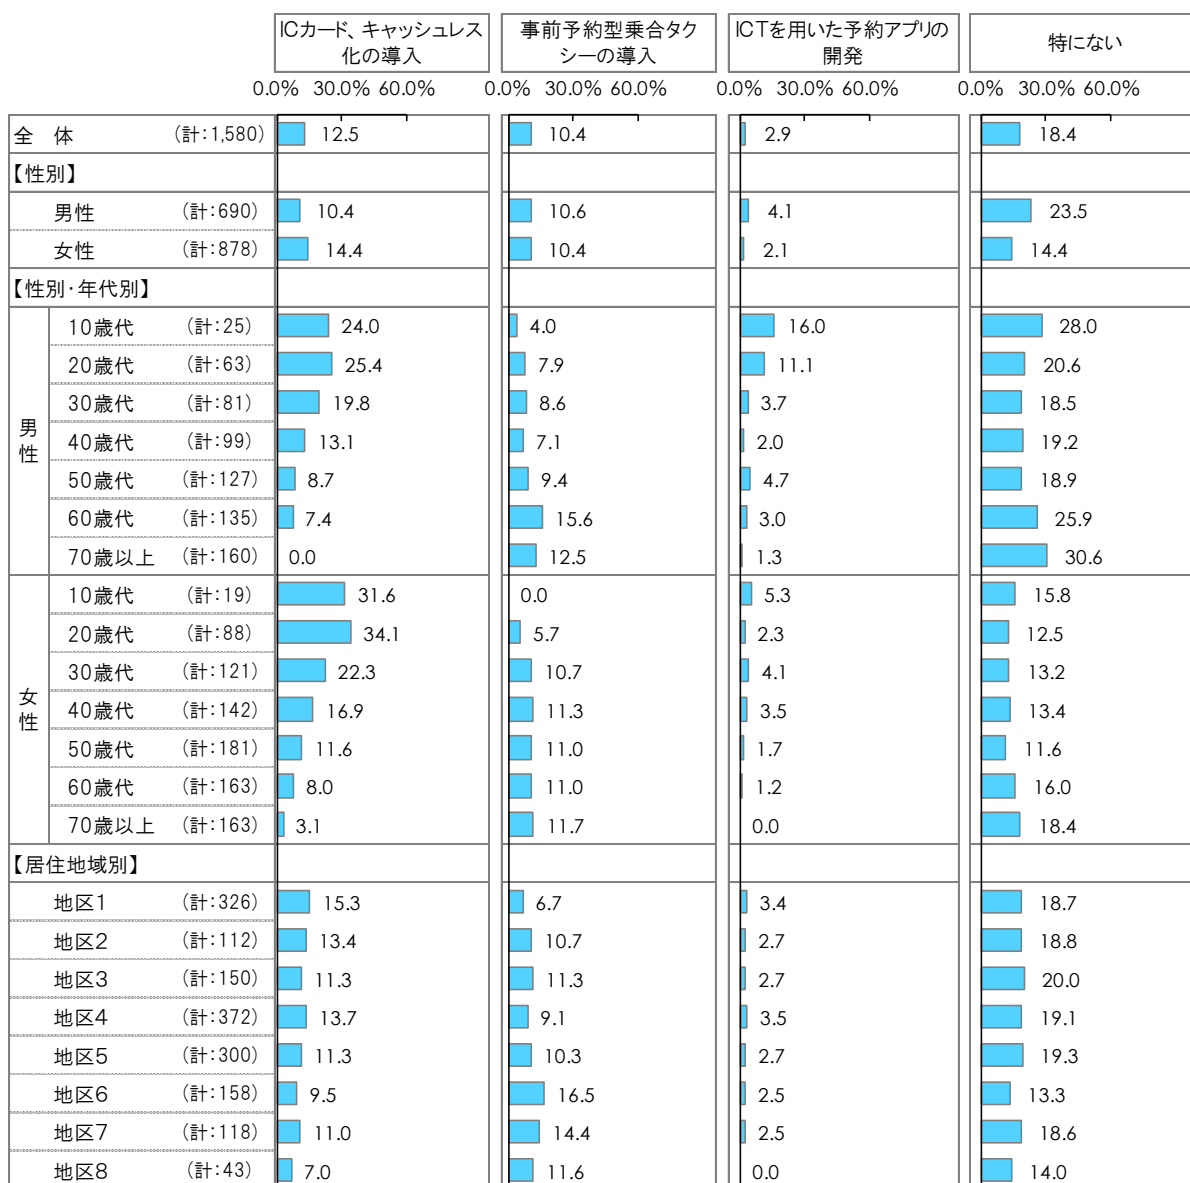 ICカード、キャッシュレス化の導入
事前予約型乗合タクシーの導入
ICTを用いた予約アプリの開発
特にない
0.0% 30.0% 60.0% 0.0% 30.0% 60.0% 0.0% 30.0% 60.0% 0.0% 30.0% 60.0%
全 体 (計:1,580) 12.5 10.4 2.9 18.4
【性別】
男性 (計:690) 10.4 10.6 4.1 23.5
女性 (計:878) 14.4 10.4 2.1 14.4
【性別・年代別】
男性
10歳代 (計:25) 24.0 4.0 16.0 28.0
20歳代 (計:63) 25.4 7.9 11.1 20.6
30歳代 (計:81) 19.8 8.6 3.7 18.5
40歳代 (計:99) 13.1 7.1 2.0 19.2
50歳代 (計:127) 8.7 9.4 4.7 18.9
60歳代 (計:135) 7.4 15.6 3.0 25.9
70歳以上 (計:160) 0.0 12.5 1.3 30.6
女性
10歳代 (計:19) 31.6 0.0 5.3 15.8
20歳代 (計:88) 34.1 5.7 2.3 12.5
30歳代 (計:121) 22.3 10.7 4.1 13.2
40歳代 (計:142) 16.9 11.3 3.5 13.4
50歳代 (計:181) 11.6 11.0 1.7 11.6
60歳代 (計:163) 8.0 11.0 1.2 16.0
70歳以上 (計:163) 3.1 11.7 0.0 18.4
【居住地域別】
地区1 (計:326) 15.3 6.7 3.4 18.7
地区2 (計:112) 13.4 10.7 2.7 18.8
地区3 (計:150) 11.3 11.3 2.7 20.0
地区4 (計:372) 13.7 9.1 3.5 19.1
地区5 (計:300) 11.3 10.3 2.7 19.3
地区6 (計:158) 9.5 16.5 2.5 13.3
地区7 (計:118) 11.0 14.4 2.5 18.6
地区8 (計:43) 7.0 11.6 0.0 14.0